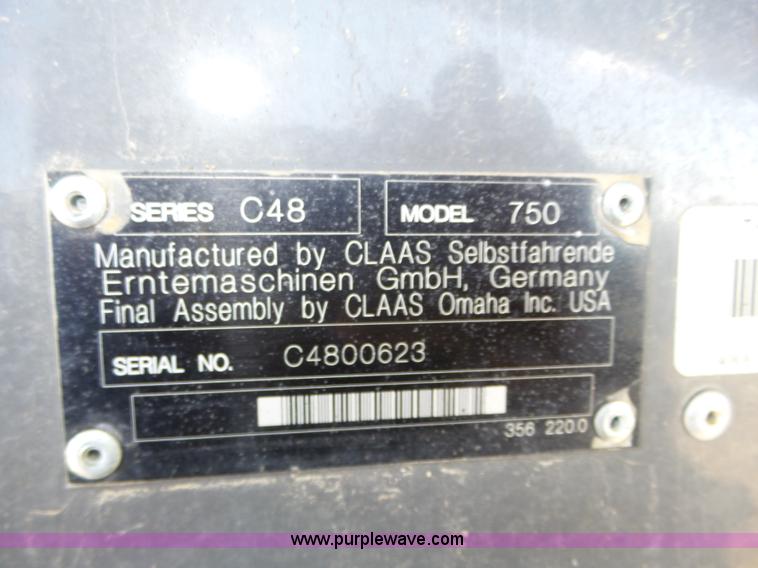 SERIES C48 MODEL 750
Manufactured by CLAAS Selbstfahrende
Erntemaschinen GmbH, Germany
Final Assembly by CLAAS Omaha Inc. USA
SERIAL NO. C4800623
356 220.0
www.purplewave.com